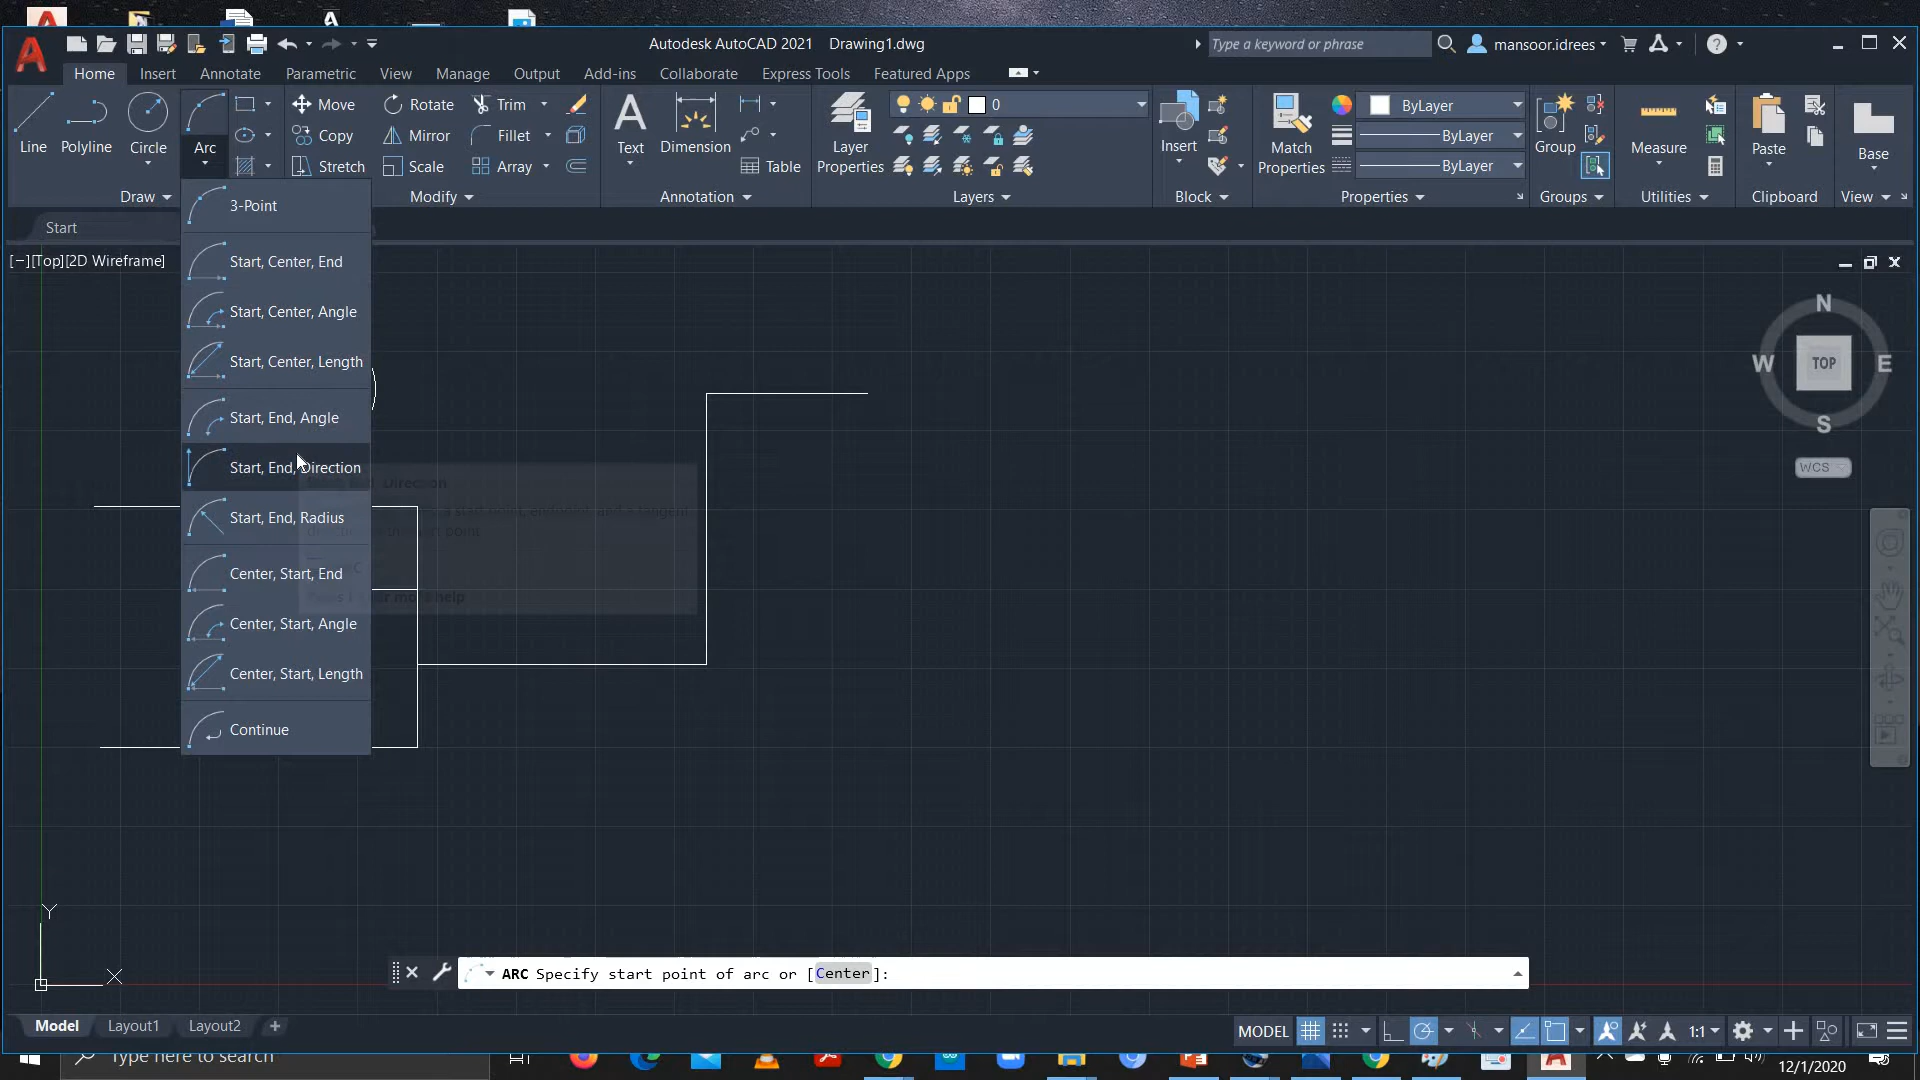 Autodesk AutoCAD 2021 Drawing1.dwg
Type a keyword or phrase
mansoor.idrees
Home Insert Annotate Parametric View Manage Output Add-ins Collaborate Express Tools Featured Apps
Line Polyline Circle Arc
Move Rotate Trim
Copy Mirror Fillet
Stretch Scale Array
Text Dimension Table
Layer Properties
0
Insert
Match Properties
ByLayer
ByLayer
ByLayer
Group Measure Paste Base
Draw Modify Annotation Layers Block Properties Groups Utilities Clipboard View
Start
[−][Top][2D Wireframe]
3-Point
Start, Center, End
Start, Center, Angle
Start, Center, Length
Start, End, Angle
Start, End, Direction
Start, End, Radius
Center, Start, End
Center, Start, Angle
Center, Start, Length
Continue
N
W TOP E
S
WCS
Y
X
ARC Specify start point of arc or [Center]:
Model Layout1 Layout2 +
MODEL 1:1
Type here to search
12/1/2020